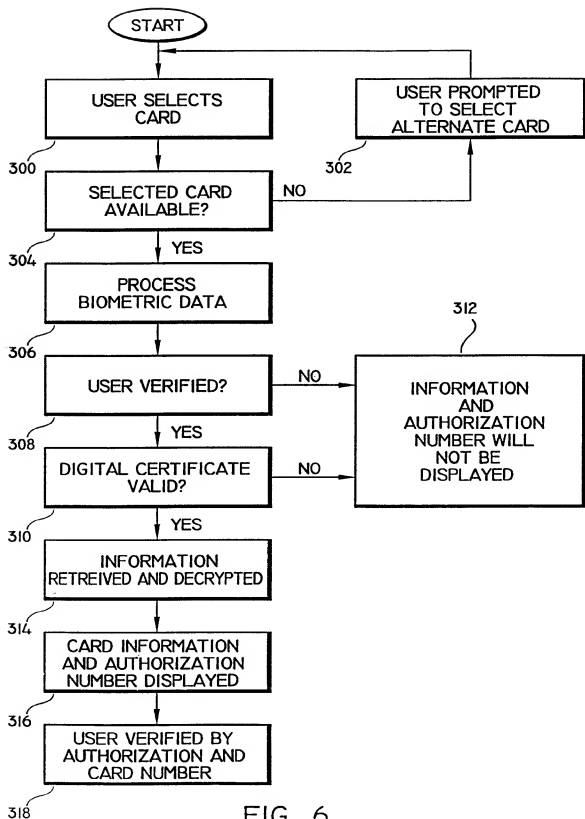 START
USER SELECTS
CARD
300
USER PROMPTED
TO SELECT
ALTERNATE CARD
302
SELECTED CARD
AVAILABLE?
NO
304
YES
PROCESS
BIOMETRIC DATA
306
312
USER VERIFIED?
NO
INFORMATION
AND
AUTHORIZATION
NUMBER WILL
NOT BE
DISPLAYED
308
YES
DIGITAL CERTIFICATE
VALID?
NO
310
YES
INFORMATION
RETREIVED AND DECRYPTED
314
CARD INFORMATION
AND AUTHORIZATION
NUMBER DISPLAYED
316
USER VERIFIED BY
AUTHORIZATION AND
CARD NUMBER
318
FIG. 6